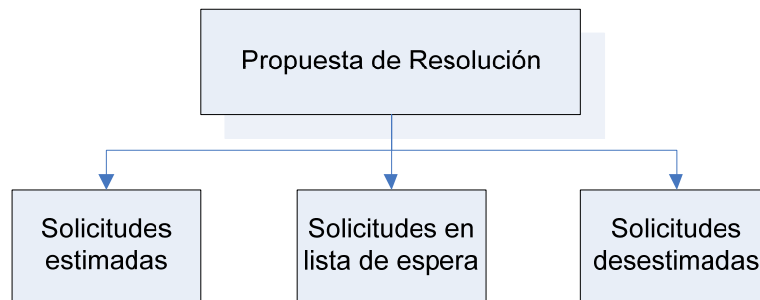 Propuesta de Resolución
Solicitudes
estimadas
Solicitudes en
lista de espera
Solicitudes
desestimadas